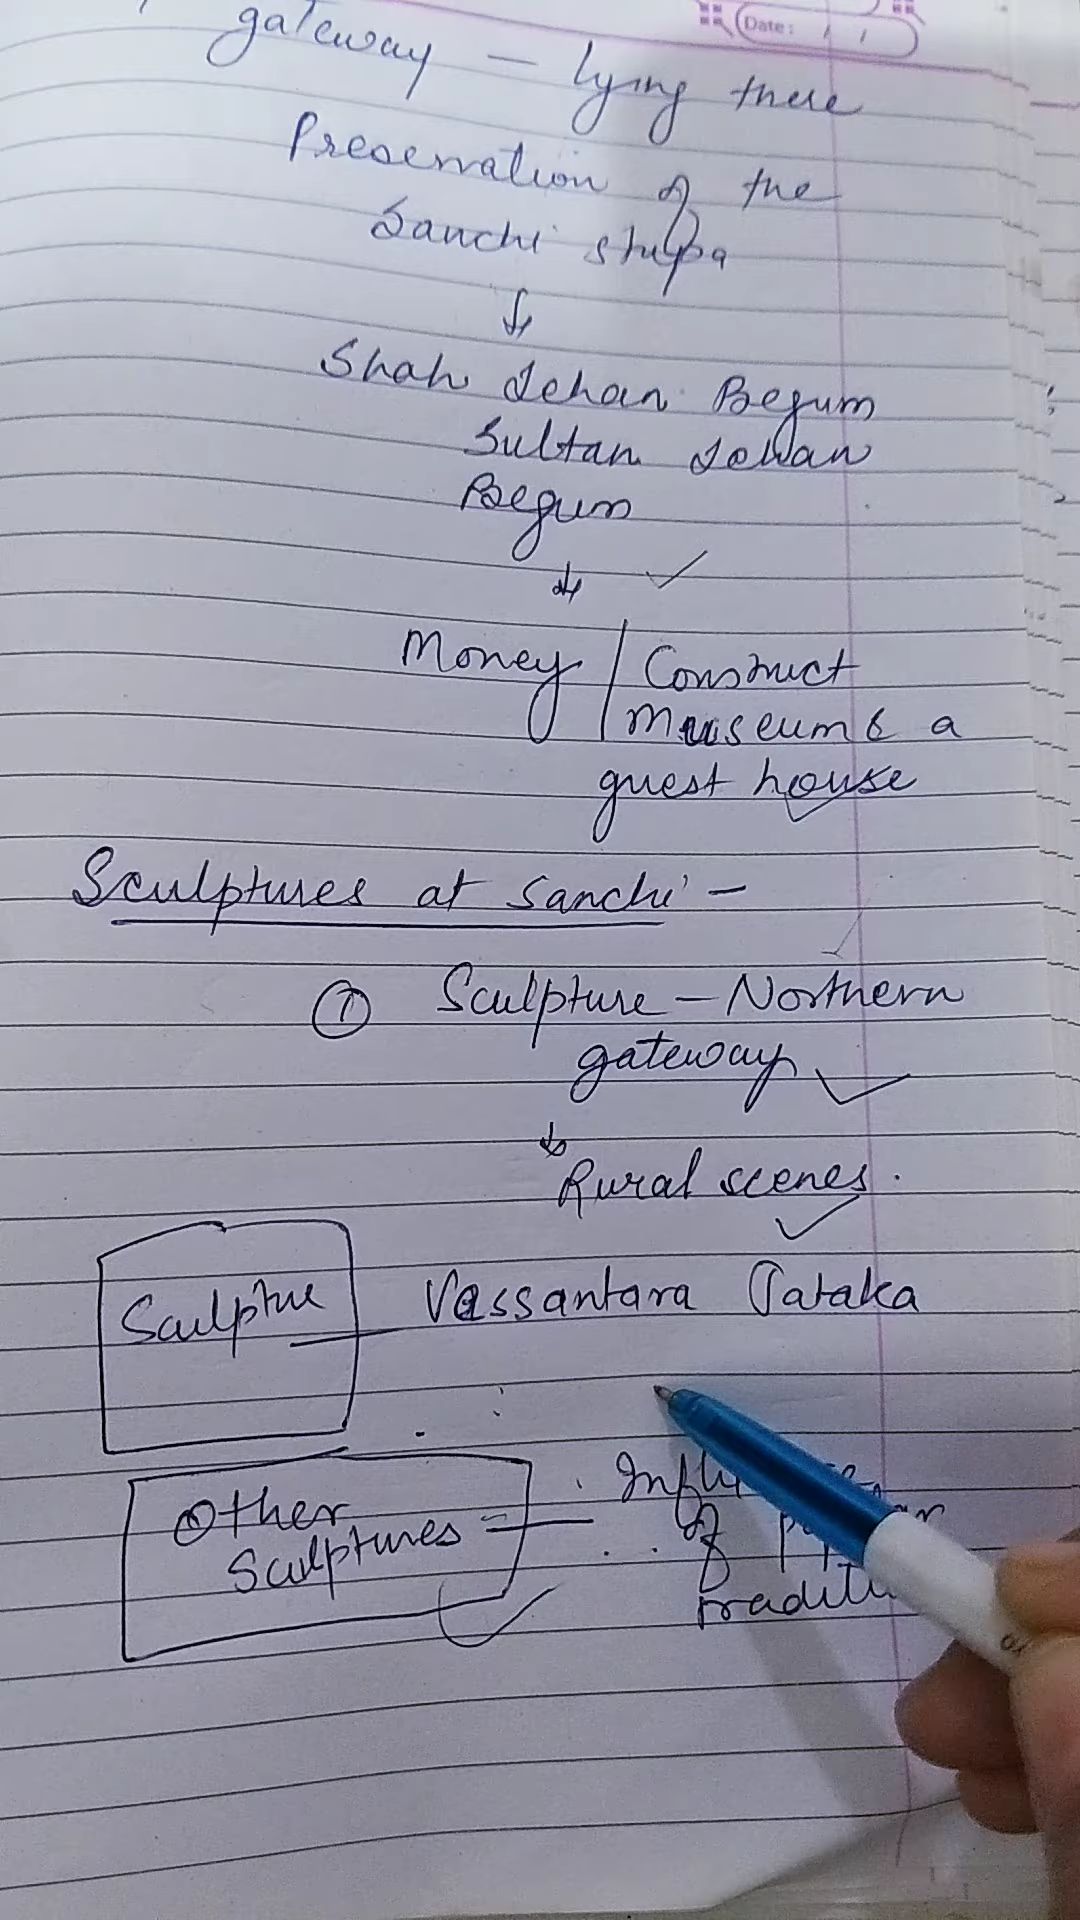 Date: / /
gateway — lying there
Preservation of the
Sanchi stupa
↓
Shah Jehan Begum
Sultan Jehan
Begum
↓ ✓
Money / Construct
museum & a
guest house
Sculptures at Sanchi –
① Sculpture – Northern
gateway ✓
↓
Rural scenes.
Sculptue — Vessantara Jataka
Other
Sculptures —
of